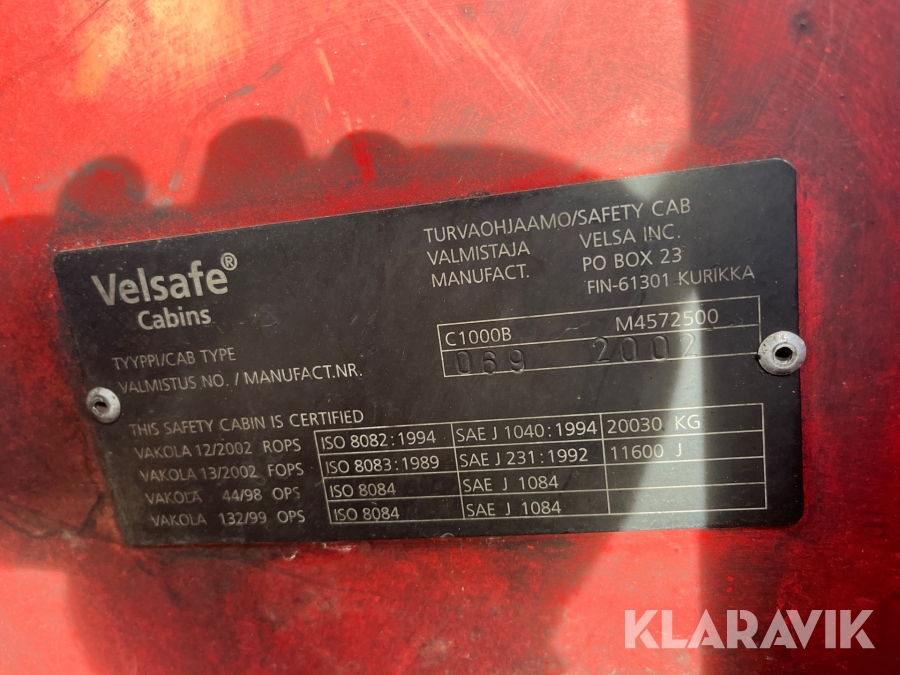 Velsafe®
Cabins
TURVAOHJAAMO/SAFETY CAB
VALMISTAJA VELSA INC.
MANUFACT. PO BOX 23
FIN-61301 KURIKKA
TYYPPI/CAB TYPE C1000B M4572500
VALMISTUS NO. / MANUFACT.NR. 069 2002
THIS SAFETY CABIN IS CERTIFIED
VAKOLA 12/2002 ROPS ISO 8082:1994 SAE J 1040:1994 20030 KG
VAKOLA 13/2002 FOPS ISO 8083:1989 SAE J 231:1992 11600 J
VAKOLA 44/98 OPS ISO 8084 SAE J 1084
VAKOLA 132/99 OPS ISO 8084 SAE J 1084
KLARAVIK